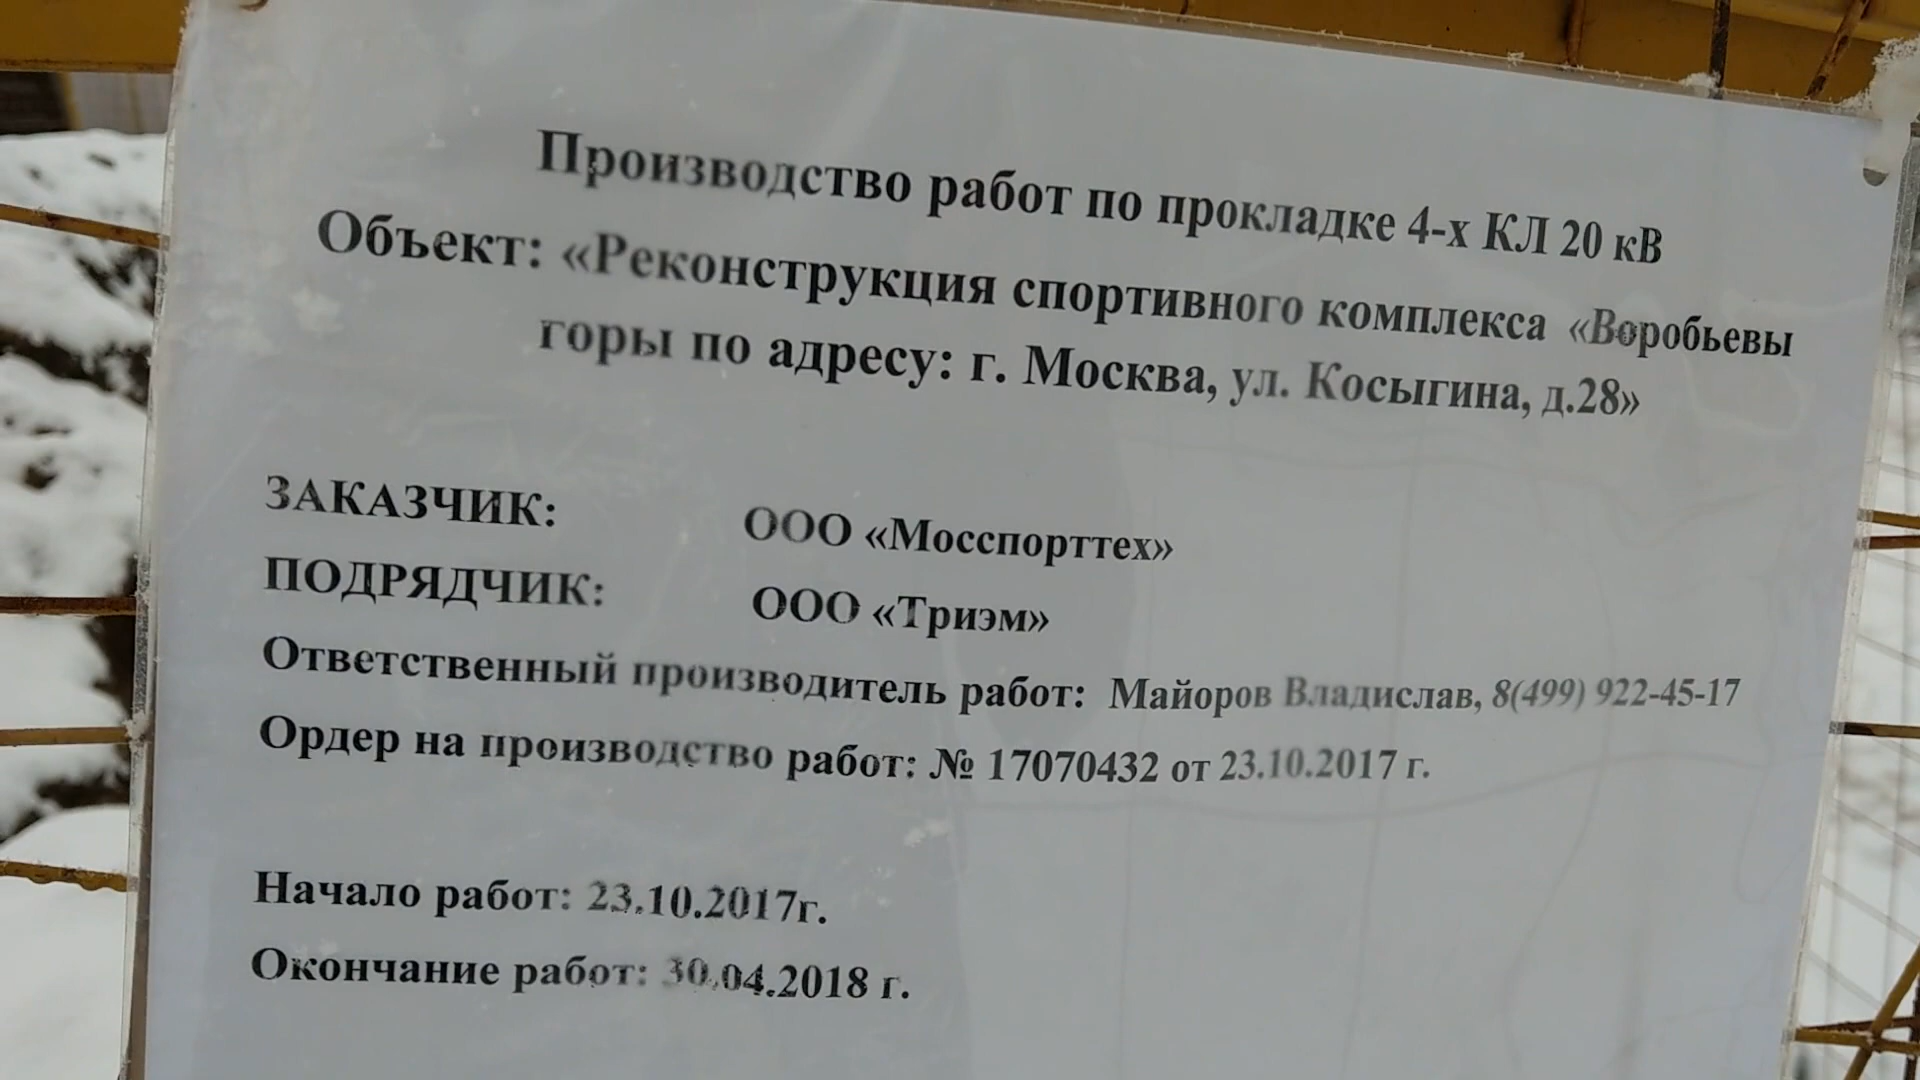 Производство работ по прокладке 4-х КЛ 20 кВ
Объект: «Реконструкция спортивного комплекса «Воробьевы
горы по адресу: г. Москва, ул. Косыгина, д.28»
ЗАКАЗЧИК: ООО «Мосспорттех»
ПОДРЯДЧИК: ООО «Триэм»
Ответственный производитель работ: Майоров Владислав, 8(499) 922-45-17
Ордер на производство работ: № 17070432 от 23.10.2017 г.
Начало работ: 23.10.2017г.
Окончание работ: 30.04.2018 г.